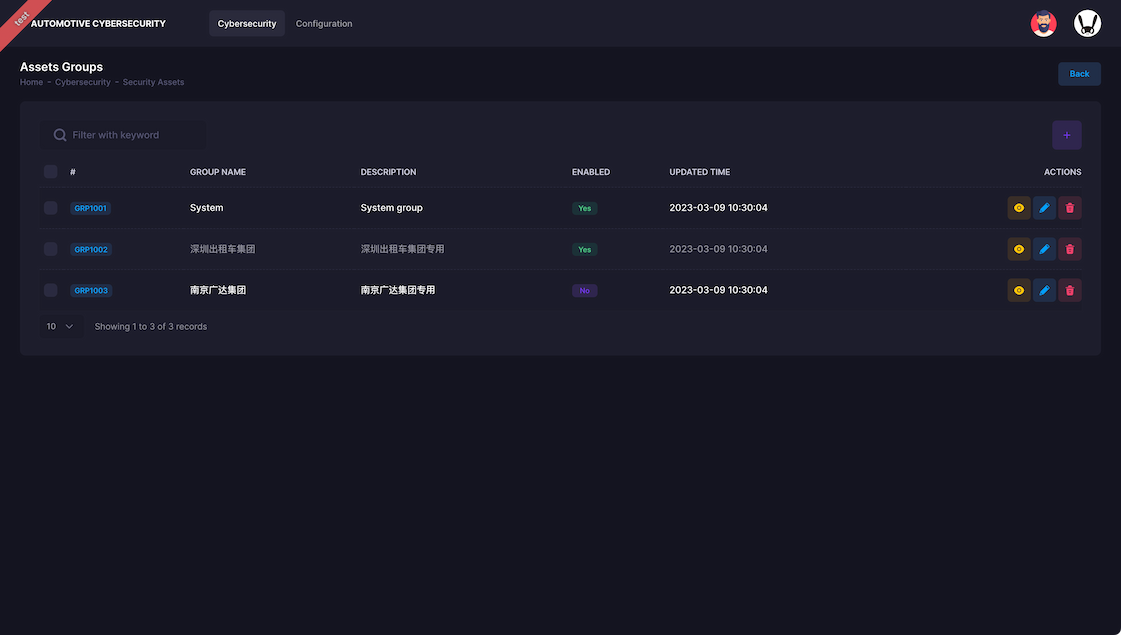 test
AUTOMOTIVE CYBERSECURITY Cybersecurity Configuration
Assets Groups
Home - Cybersecurity - Security Assets
Back
Filter with keyword +
# GROUP NAME DESCRIPTION ENABLED UPDATED TIME ACTIONS
GRP1001 System System group Yes 2023-03-09 10:30:04
GRP1002 深圳出租车集团 深圳出租车集团专用 Yes 2023-03-09 10:30:04
GRP1003 南京广达集团 南京广达集团专用 No 2023-03-09 10:30:04
10 Showing 1 to 3 of 3 records